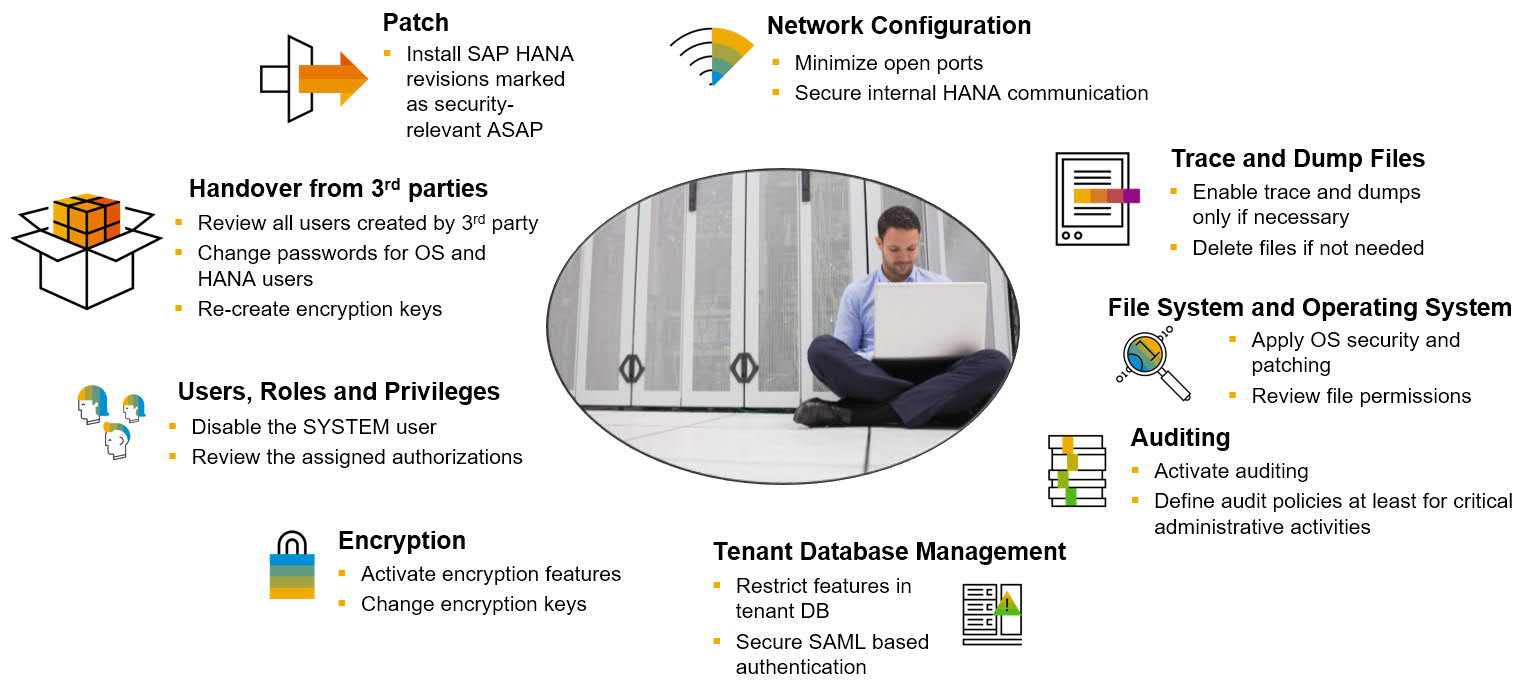 Patch
Install SAP HANA
revisions marked
as security-
relevant ASAP
Network Configuration
Minimize open ports
Secure internal HANA communication
Trace and Dump Files
Enable trace and dumps
only if necessary
Delete files if not needed
Handover from 3rd parties
Review all users created by 3rd party
Change passwords for OS and
HANA users
Re-create encryption keys
File System and Operating System
Apply OS security and
patching
Review file permissions
Users, Roles and Privileges
Disable the SYSTEM user
Review the assigned authorizations
Auditing
Activate auditing
Define audit policies at least for critical
administrative activities
Encryption
Activate encryption features
Change encryption keys
Tenant Database Management
Restrict features in
tenant DB
Secure SAML based
authentication